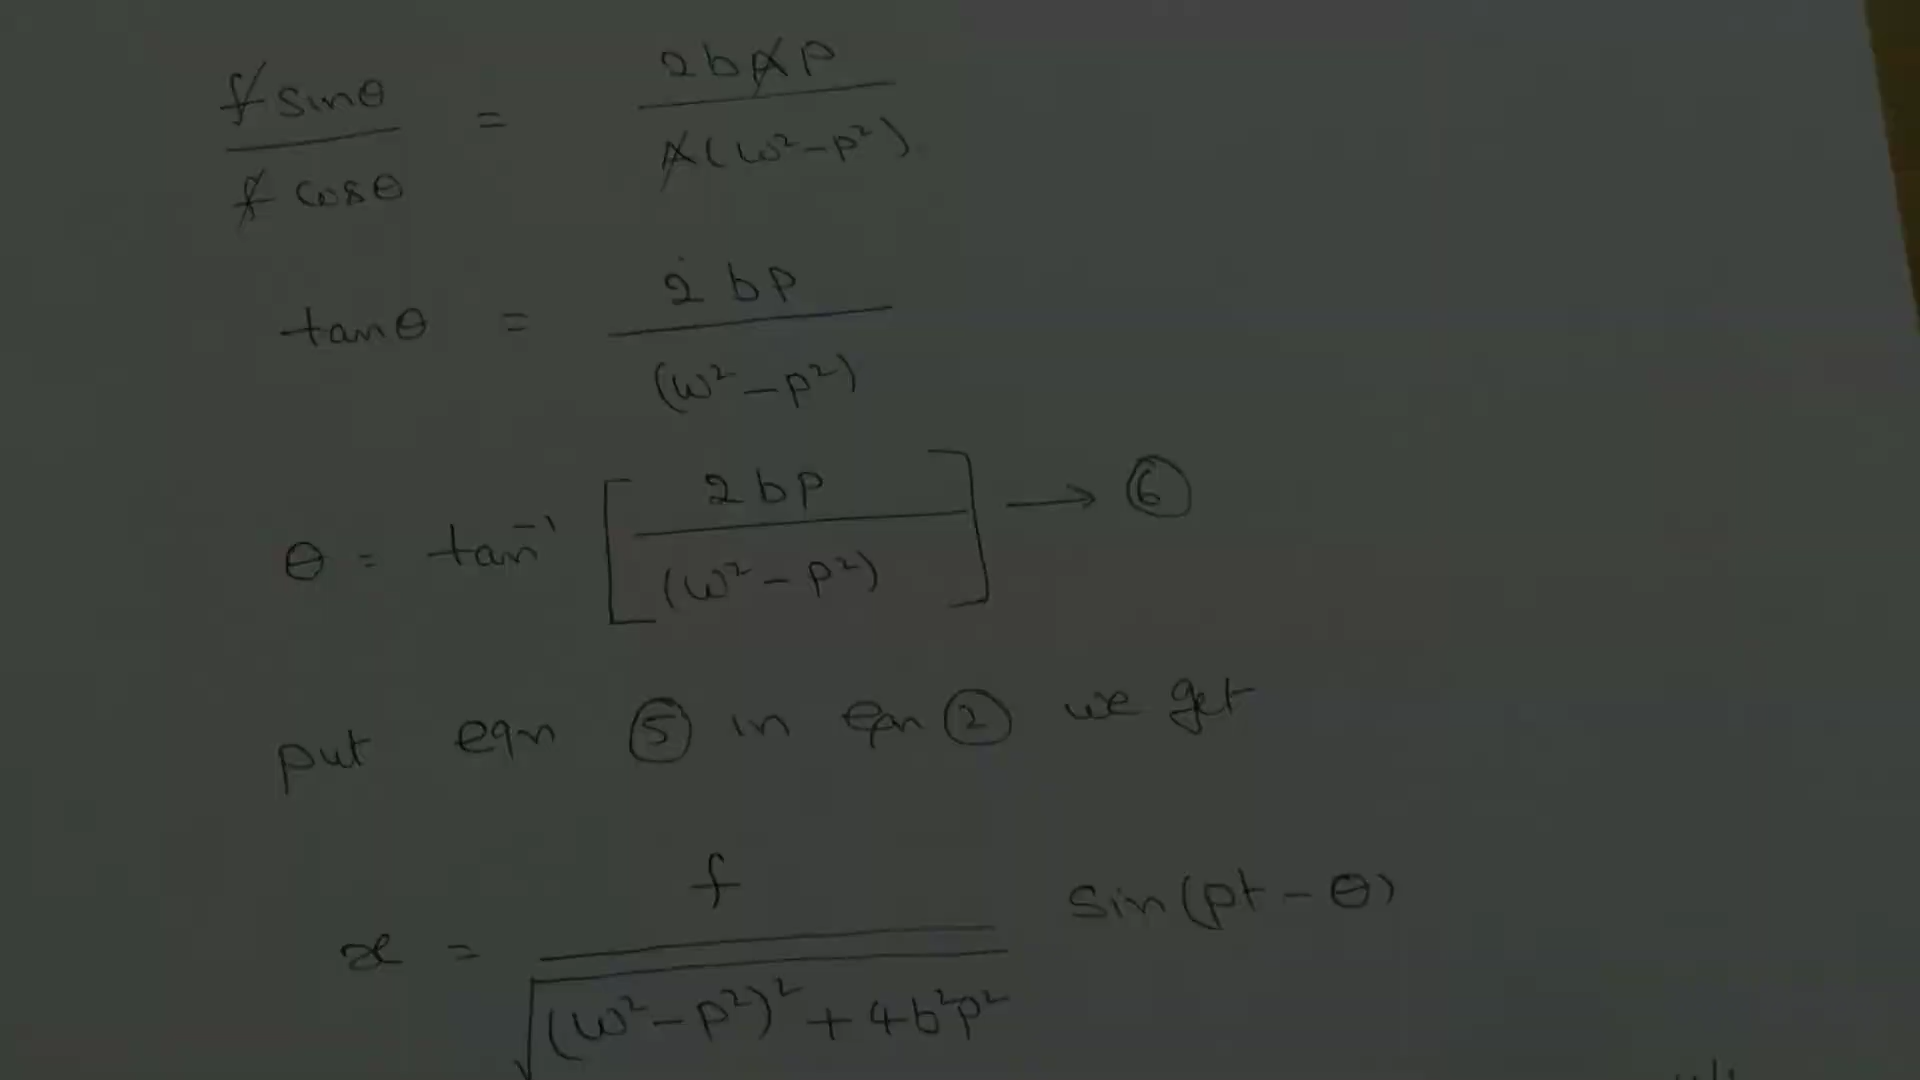 f sinθ / f cosθ = 2bAp / A(ω²-p²)
tanθ = 2bp / (ω²-p²)
θ = tan⁻¹ [2bp / (ω²-p²)] → ⑥
put eqn ⑤ in eqn ② we get
x = f / √(ω²-p²)²+4b²p² sin(pt-θ)